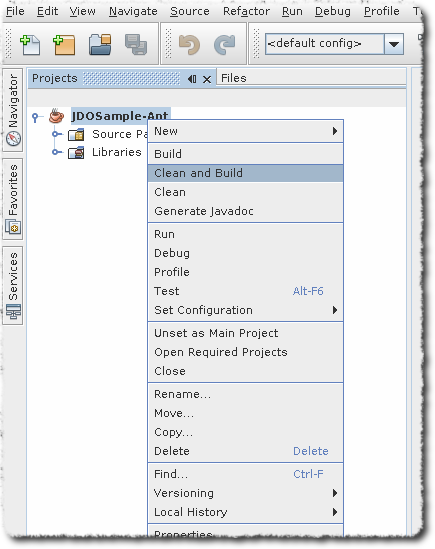 File Edit View Navigate Source Refactor Run Debug Profile
<default config>
Projects
Files
Navigator
Favorites
Services
JDOSample-Ant
Source Pa
Libraries
New
Build
Clean and Build
Clean
Generate Javadoc
Run
Debug
Profile
Test Alt-F6
Set Configuration
Unset as Main Project
Open Required Projects
Close
Rename...
Move...
Copy...
Delete Delete
Find... Ctrl-F
Versioning
Local History
Properties